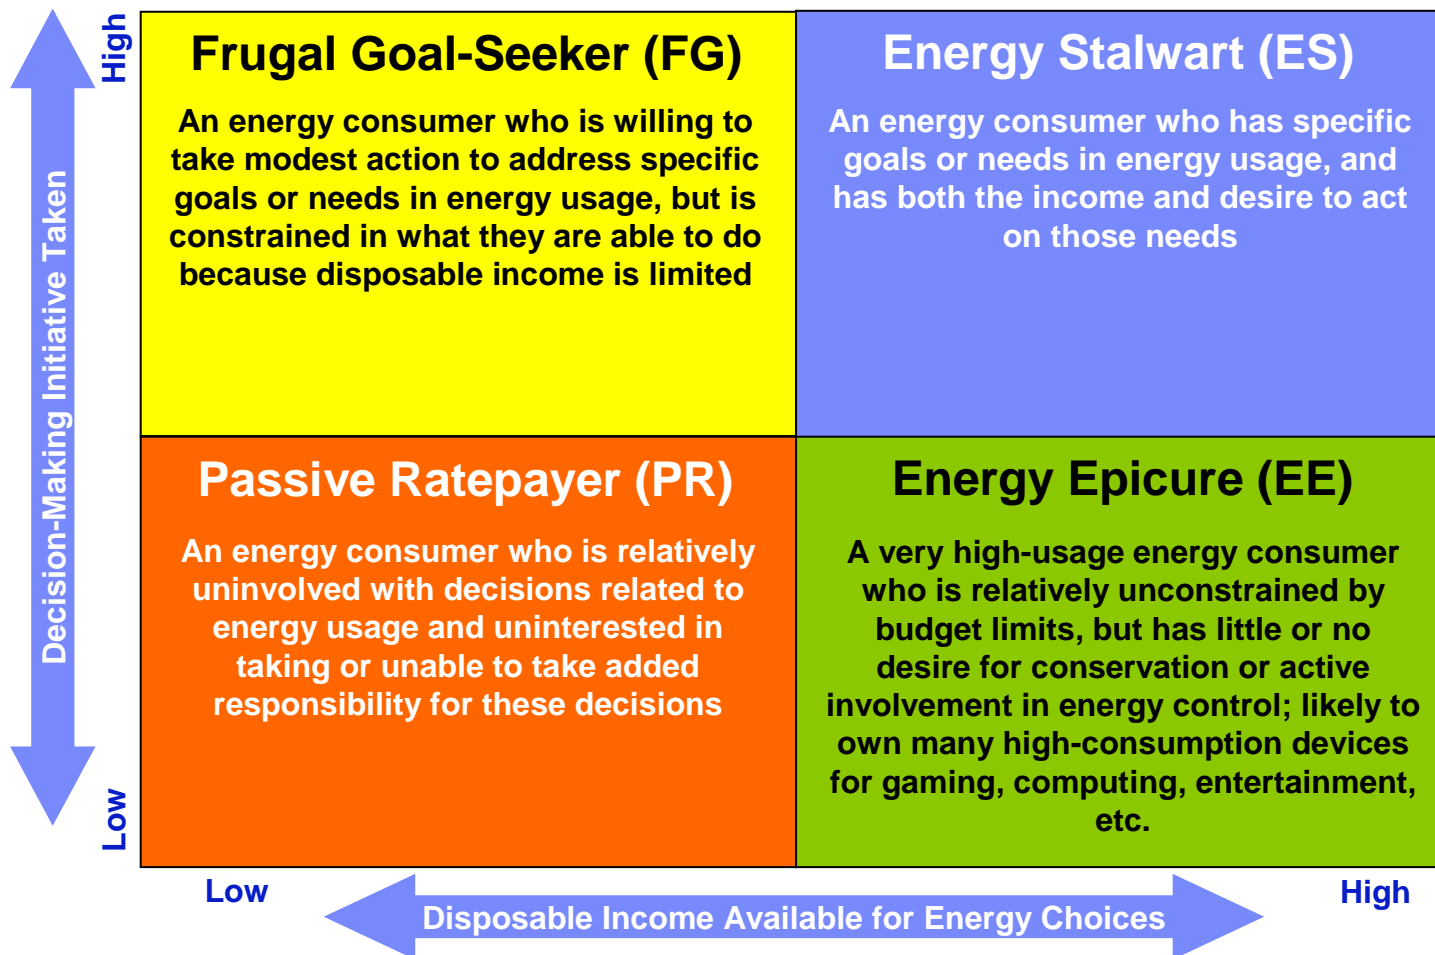 High
Decision-Making Initiative Taken
Low
Frugal Goal-Seeker (FG)
An energy consumer who is willing to
take modest action to address specific
goals or needs in energy usage, but is
constrained in what they are able to do
because disposable income is limited
Energy Stalwart (ES)
An energy consumer who has specific
goals or needs in energy usage, and
has both the income and desire to act
on those needs
Passive Ratepayer (PR)
An energy consumer who is relatively
uninvolved with decisions related to
energy usage and uninterested in
taking or unable to take added
responsibility for these decisions
Energy Epicure (EE)
A very high-usage energy consumer
who is relatively unconstrained by
budget limits, but has little or no
desire for conservation or active
involvement in energy control; likely to
own many high-consumption devices
for gaming, computing, entertainment,
etc.
Low
Disposable Income Available for Energy Choices
High